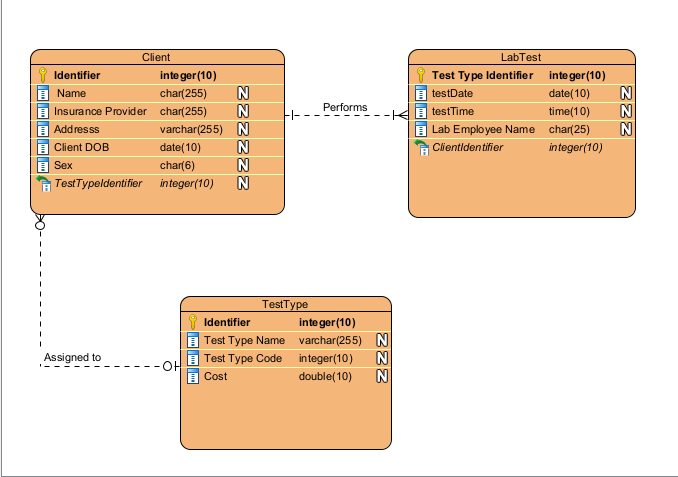 Client
Identifier integer(10)
Name char(255) N
Insurance Provider char(255) N
Addresss varchar(255) N
Client DOB date(10) N
Sex char(6) N
TestTypeIdentifier integer(10) N
Performs
LabTest
Test Type Identifier integer(10)
testDate date(10) N
testTime time(10) N
Lab Employee Name char(25) N
ClientIdentifier integer(10)
Assigned to
TestType
Identifier integer(10)
Test Type Name varchar(255) N
Test Type Code integer(10) N
Cost double(10) N